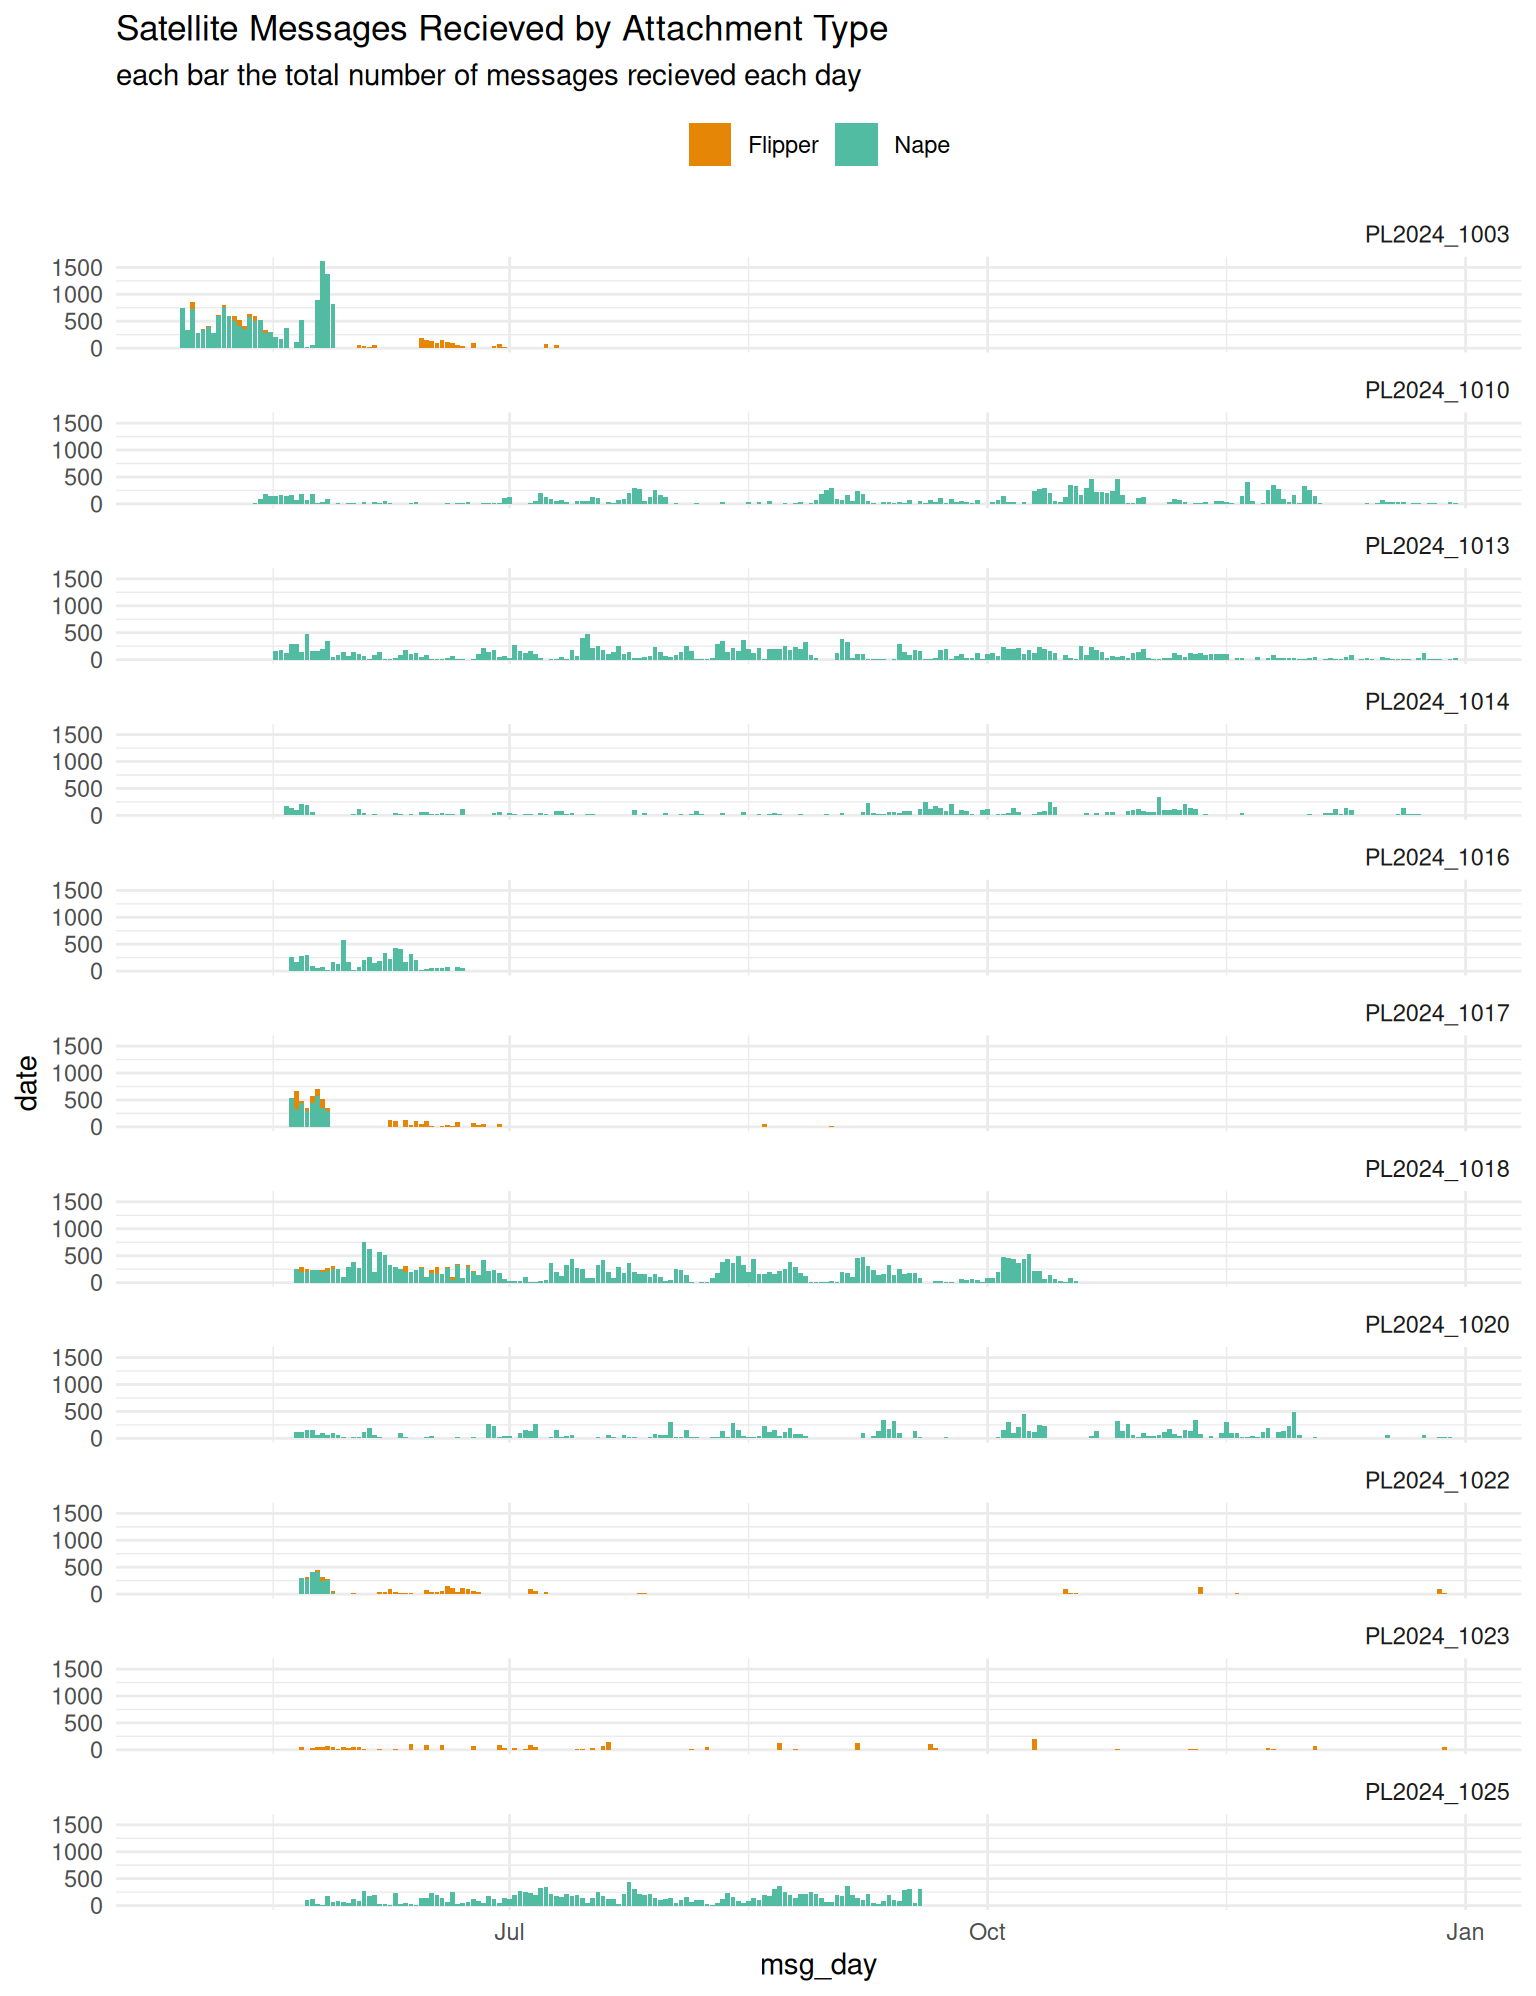 Satellite Messages Recieved by Attachment Type
each bar the total number of messages recieved each day
Flipper Nape
PL2024_1003
1500
1000
500
0
PL2024_1010
1500
1000
500
0
PL2024_1013
1500
1000
500
0
PL2024_1014
1500
1000
500
0
PL2024_1016
1500
1000
500
0
PL2024_1017
1500
1000
500
0
date
PL2024_1018
1500
1000
500
0
PL2024_1020
1500
1000
500
0
PL2024_1022
1500
1000
500
0
PL2024_1023
1500
1000
500
0
PL2024_1025
1500
1000
500
0
Jul Oct Jan
msg_day